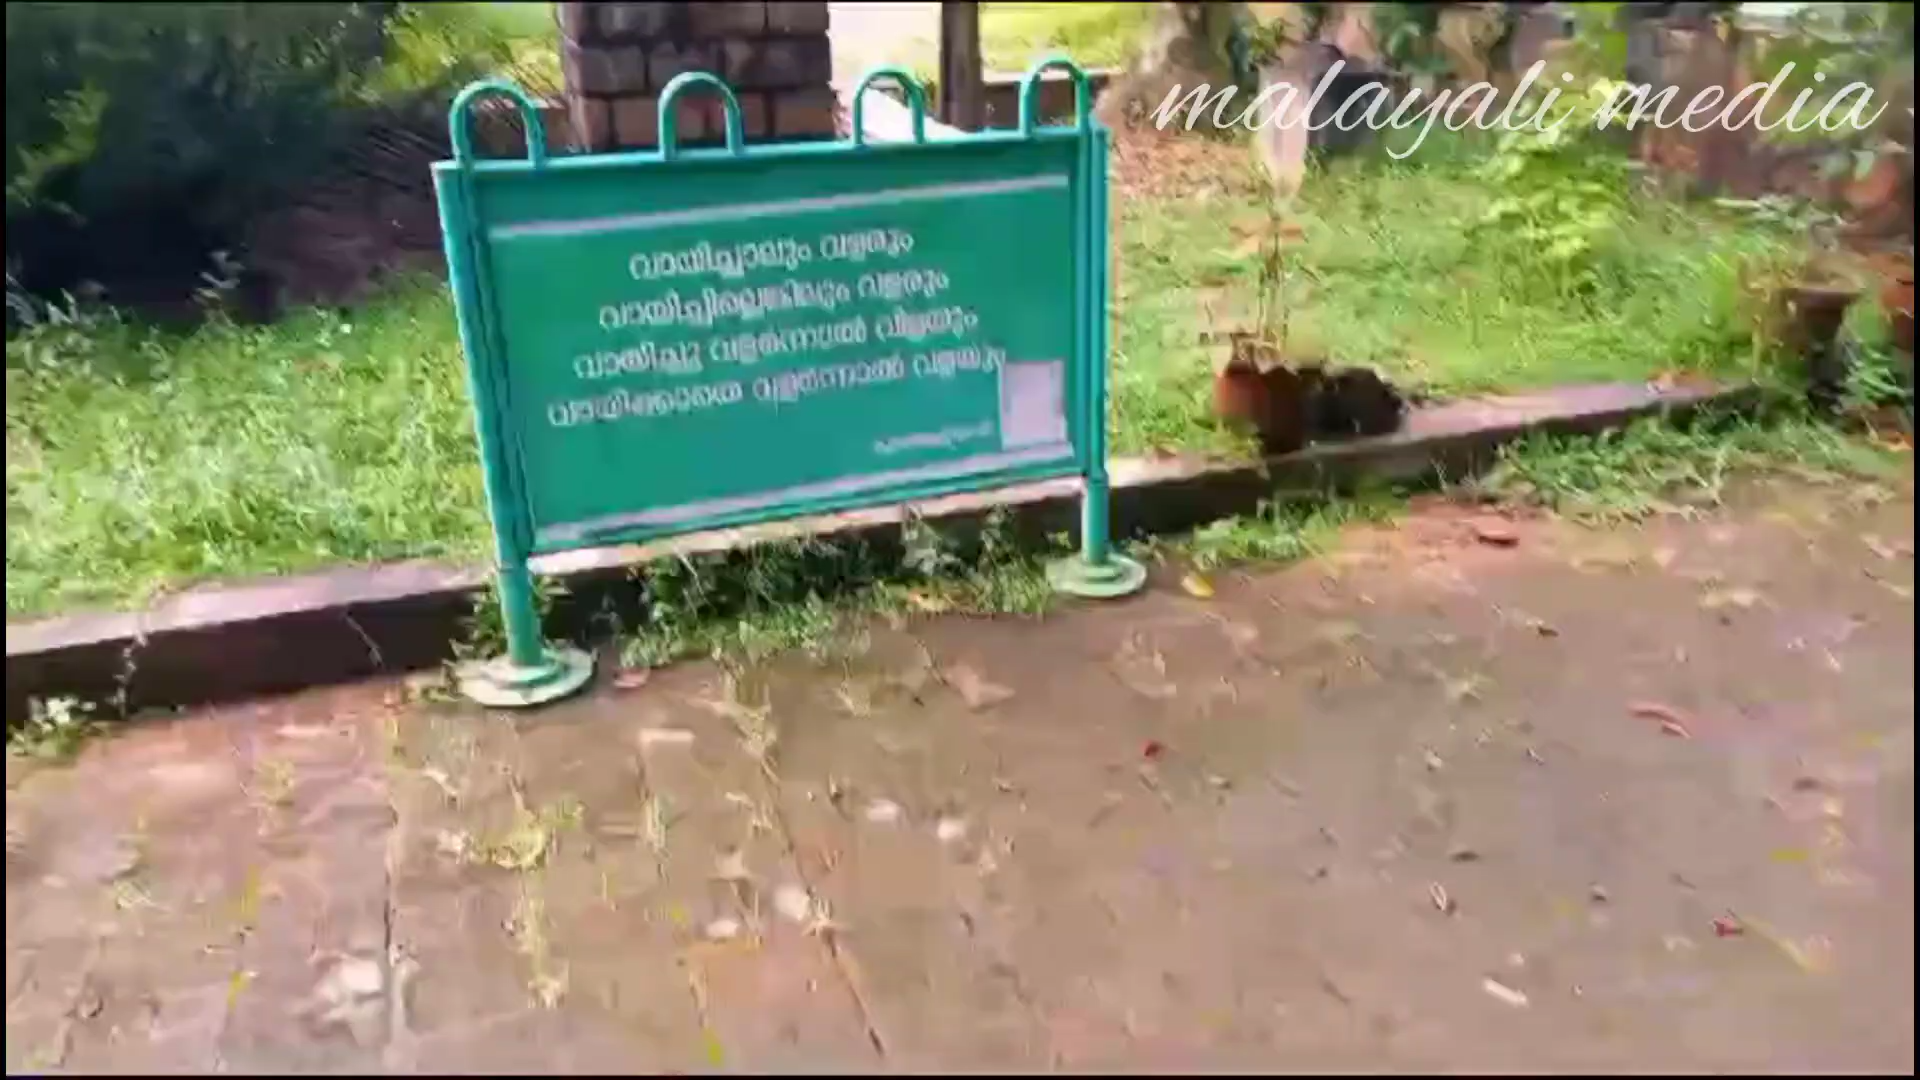 malayali media
വായിച്ചാലും വളരും
വായിച്ചില്ലെങ്കിലും വളരും
വായിച്ചു വളർന്നാൽ വിളയും
വായിക്കാതെ വളർന്നാൽ വളയും